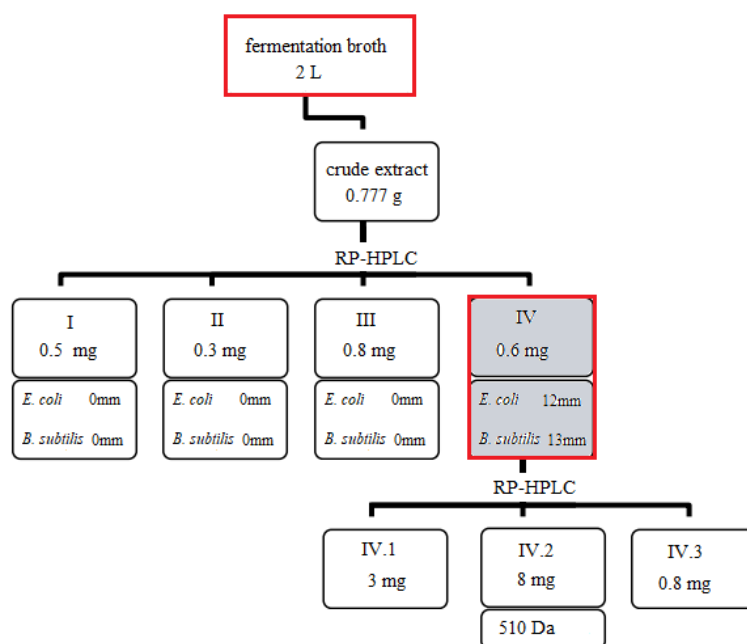 fermentation broth
2 L
crude extract
0.777 g
RP-HPLC
I
0.5 mg
E. coli 0mm
B. subtilis 0mm
II
0.3 mg
E. coli 0mm
B. subtilis 0mm
III
0.8 mg
E. coli 0mm
B. subtilis 0mm
IV
0.6 mg
E. coli 12mm
B. subtilis 13mm
RP-HPLC
IV.1
3 mg
IV.2
8 mg
510 Da
IV.3
0.8 mg